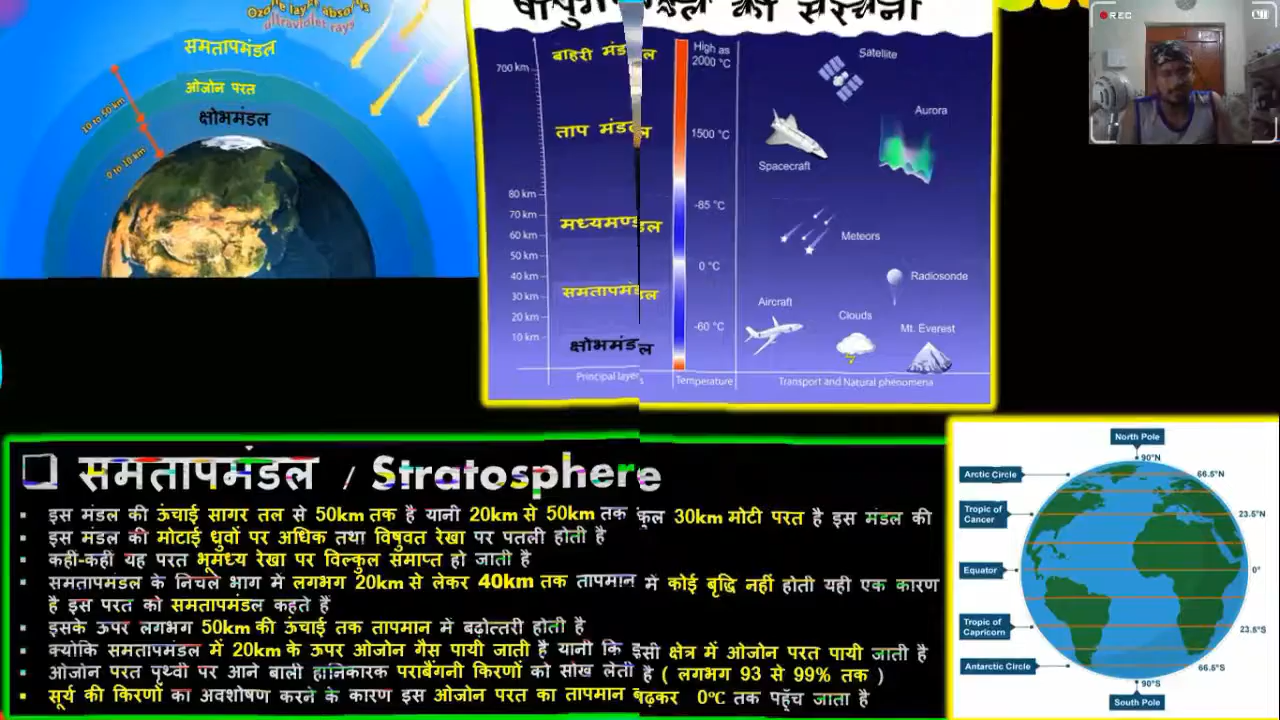 Ozone layer absorbs
ultraviolet rays
समतापमंडल
ओजोन परत
क्षोभमंडल
10 to 50 km
0 to 10 km
की संरचना
700 km
80 km
70 km
60 km
50 km
40 km
30 km
20 km
10 km
बाहरी मंडल
ताप मंडल
मध्यमण्डल
समतापमंडल
क्षोभमंडल
Principal layers
High as
2000 °C
1500 °C
-85 °C
0 °C
-60 °C
Temperature
Satellite
Aurora
Spacecraft
Meteors
Radiosonde
Aircraft
Clouds
Mt. Everest
Transport and Natural phenomena
REC
समतापमंडल / Stratosphere
▪ इस मंडल की ऊंचाई सागर तल से 50km तक है यानी 20km से 50km तक कुल 30km मोटी परत है इस मंडल की
▪ इस मंडल की मोटाई ध्रुवों पर अधिक तथा विषुवत रेखा पर पतली होती है
▪ कहीं-कहीं यह परत भूमध्य रेखा पर विल्कुल समाप्त हो जाती है
▪ समतापमंडल के निचले भाग में लगभग 20km से लेकर 40km तक तापमान में कोई बृद्धि नहीं होती यही एक कारण
है इस परत को समतापमंडल कहते हैं
▪ इसके ऊपर लगभग 50km की ऊंचाई तक तापमान में बढ़ोत्तरी होती है
▪ क्योकि समतापमंडल में 20km के ऊपर ओजोन गैस पायी जाती है यानी कि इसी क्षेत्र में ओजोन परत पायी जाती है
▪ ओजोन परत पृथ्वी पर आने बाली हानिकारक पराबैंगनी किरणों को सोख लेती है ( लगभग 93 से 99% तक )
▪ सूर्य की किरणों का अवशोषण करने के कारण इस ओजोन परत का तापमान बढ़कर 0℃ तक पहुँच जाता है
North Pole
90°N
Arctic Circle
66.5°N
Tropic of
Cancer
23.5°N
Equator
0°
Tropic of
Capricorn
23.5°S
Antarctic Circle
66.5°S
90°S
South Pole